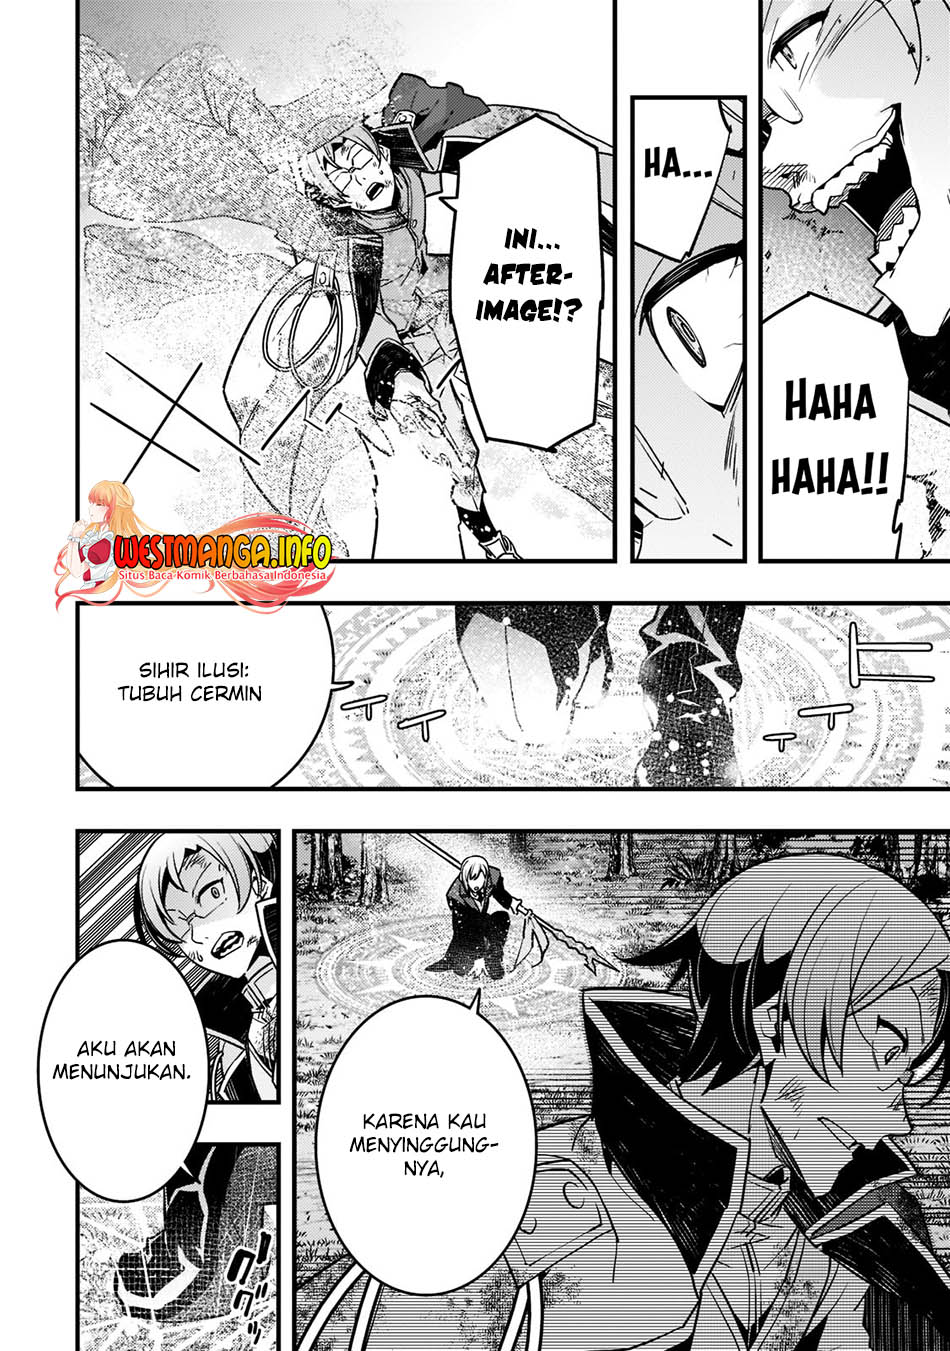 HAHA
HAHA!!
HA...
INI...
AFTER-
IMAGE!?
WESTMANGA.INFO
Situs Baca Komik Berbahasa Indonesia
SIHIR ILUSI:
TUBUH CERMIN
KARENA KAU
MENYINGGUNG-
NYA,
AKU AKAN
MENUNJUKAN.